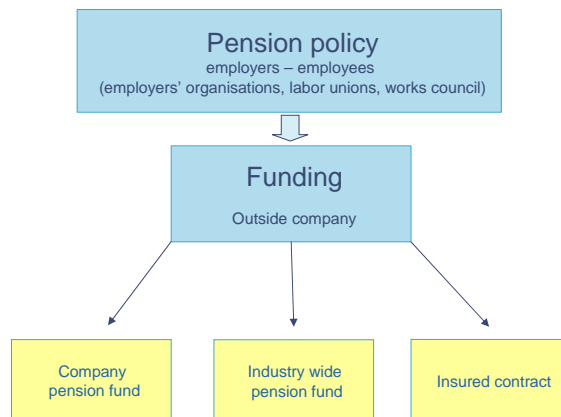 Pension policy
employers – employees
(employers' organisations, labor unions, works council)
Funding
Outside company
Company
pension fund
Industry wide
pension fund
Insured contract